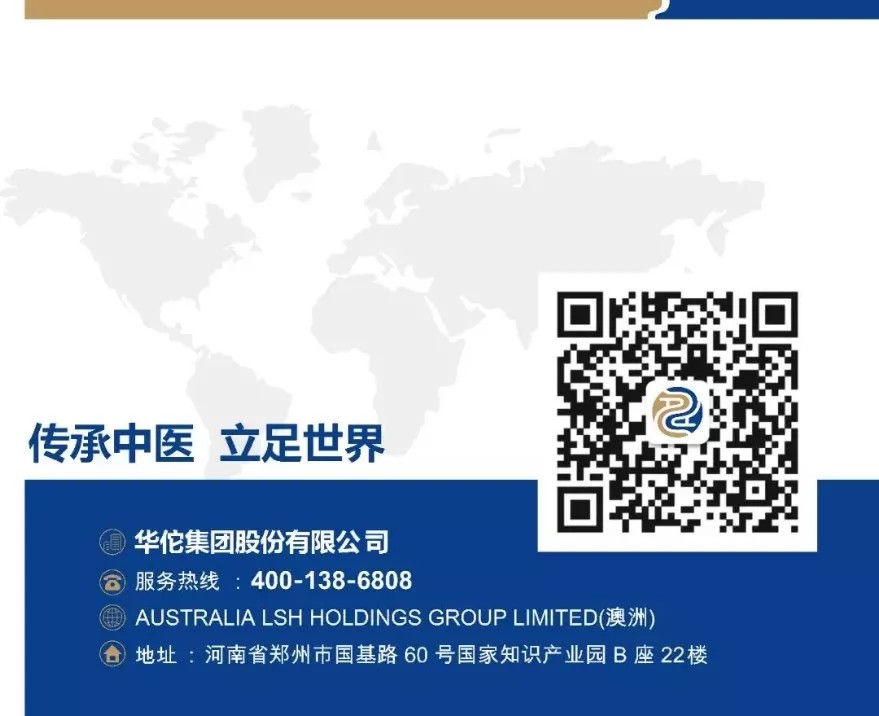 传承中医 立足世界
华佗集团股份有限公司
服务热线 : 400-138-6808
AUSTRALIA LSH HOLDINGS GROUP LIMITED(澳洲)
地址 : 河南省郑州市国基路 60 号国家知识产业园 B 座 22楼